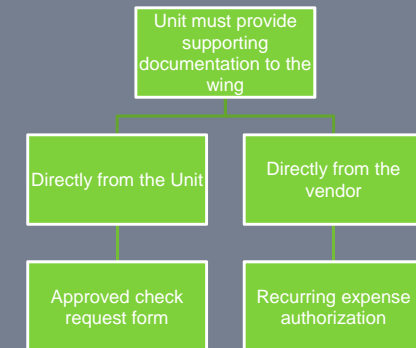 Unit must provide
supporting
documentation to the
wing
Directly from the Unit
Directly from the
vendor
Approved check
request form
Recurring expense
authorization